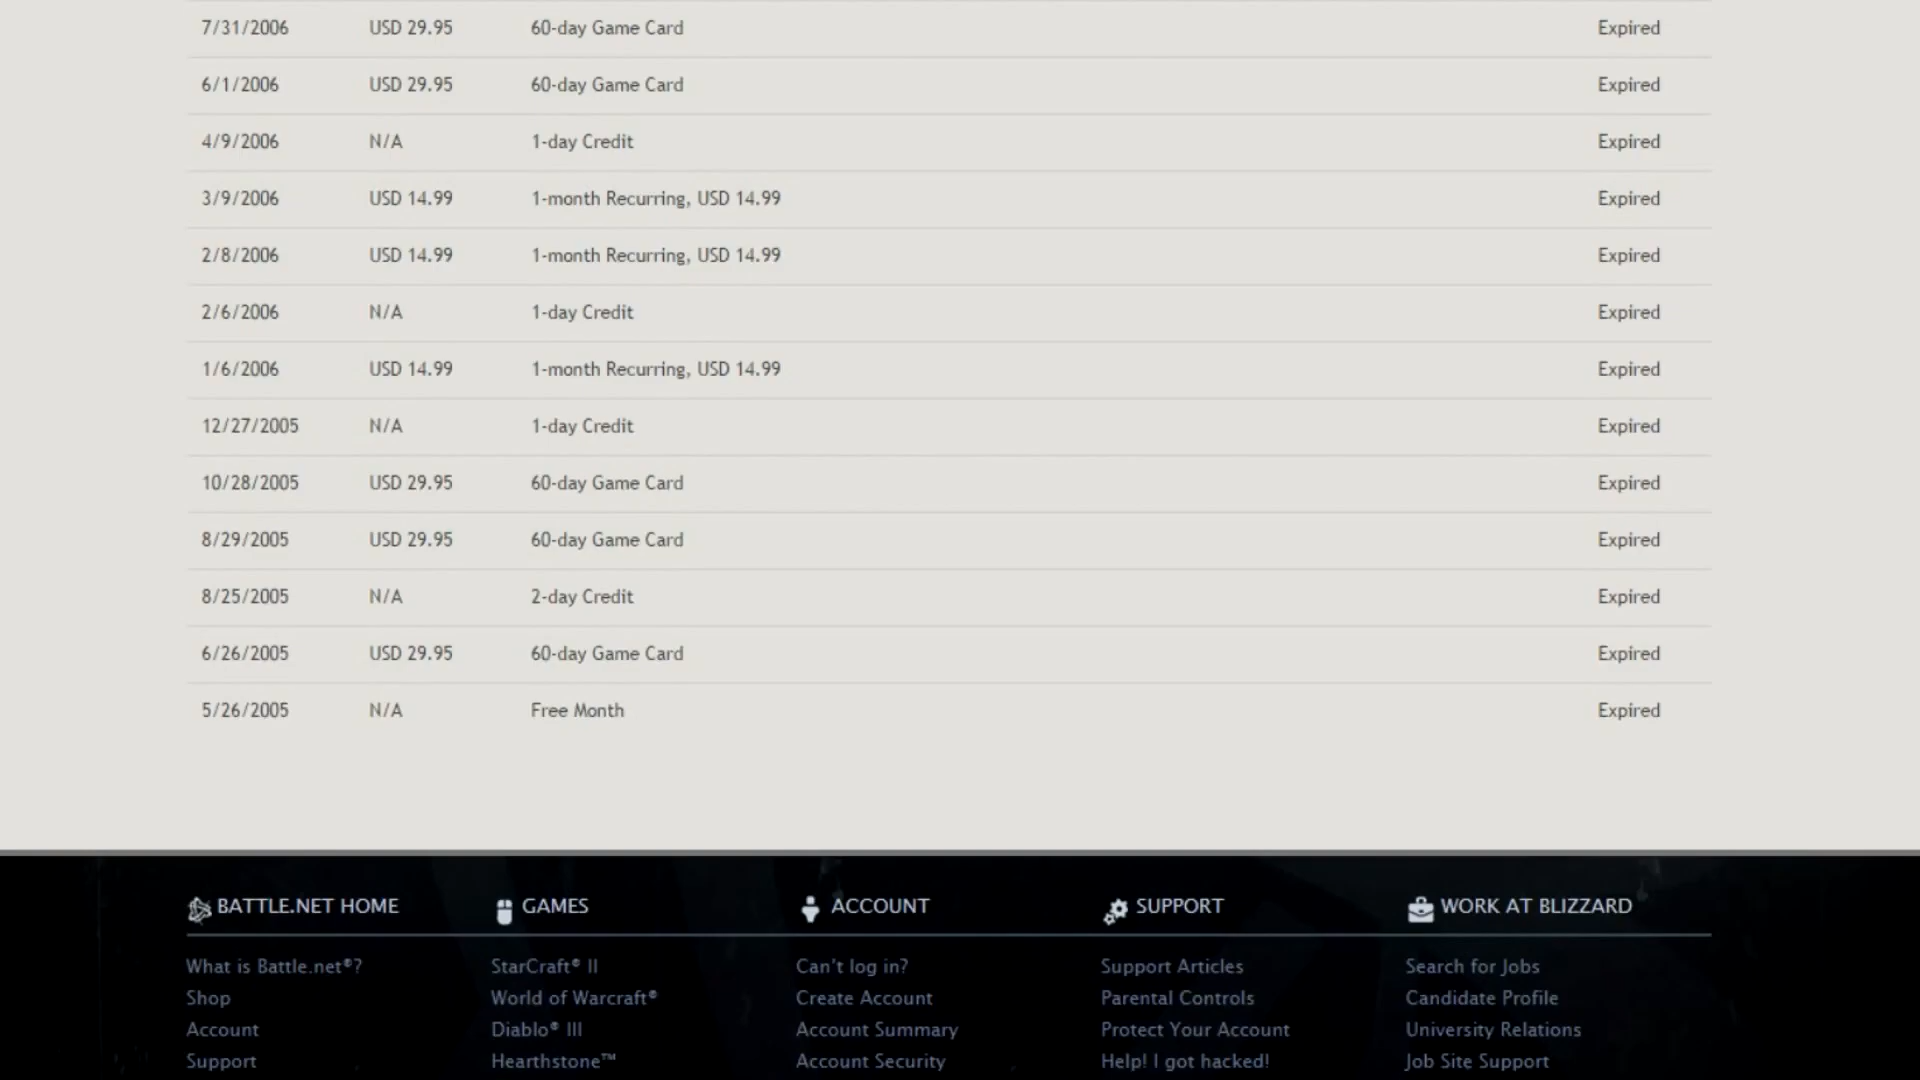 7/31/2006 USD 29.95 60-day Game Card Expired
6/1/2006 USD 29.95 60-day Game Card Expired
4/9/2006 N/A 1-day Credit Expired
3/9/2006 USD 14.99 1-month Recurring, USD 14.99 Expired
2/8/2006 USD 14.99 1-month Recurring, USD 14.99 Expired
2/6/2006 N/A 1-day Credit Expired
1/6/2006 USD 14.99 1-month Recurring, USD 14.99 Expired
12/27/2005 N/A 1-day Credit Expired
10/28/2005 USD 29.95 60-day Game Card Expired
8/29/2005 USD 29.95 60-day Game Card Expired
8/25/2005 N/A 2-day Credit Expired
6/26/2005 USD 29.95 60-day Game Card Expired
5/26/2005 N/A Free Month Expired
BATTLE.NET HOME GAMES ACCOUNT SUPPORT WORK AT BLIZZARD
What is Battle.net®? StarCraft® II Can't log in? Support Articles Search for Jobs
Shop World of Warcraft® Create Account Parental Controls Candidate Profile
Account Diablo® III Account Summary Protect Your Account University Relations
Support Hearthstone™ Account Security Help! I got hacked! Job Site Support